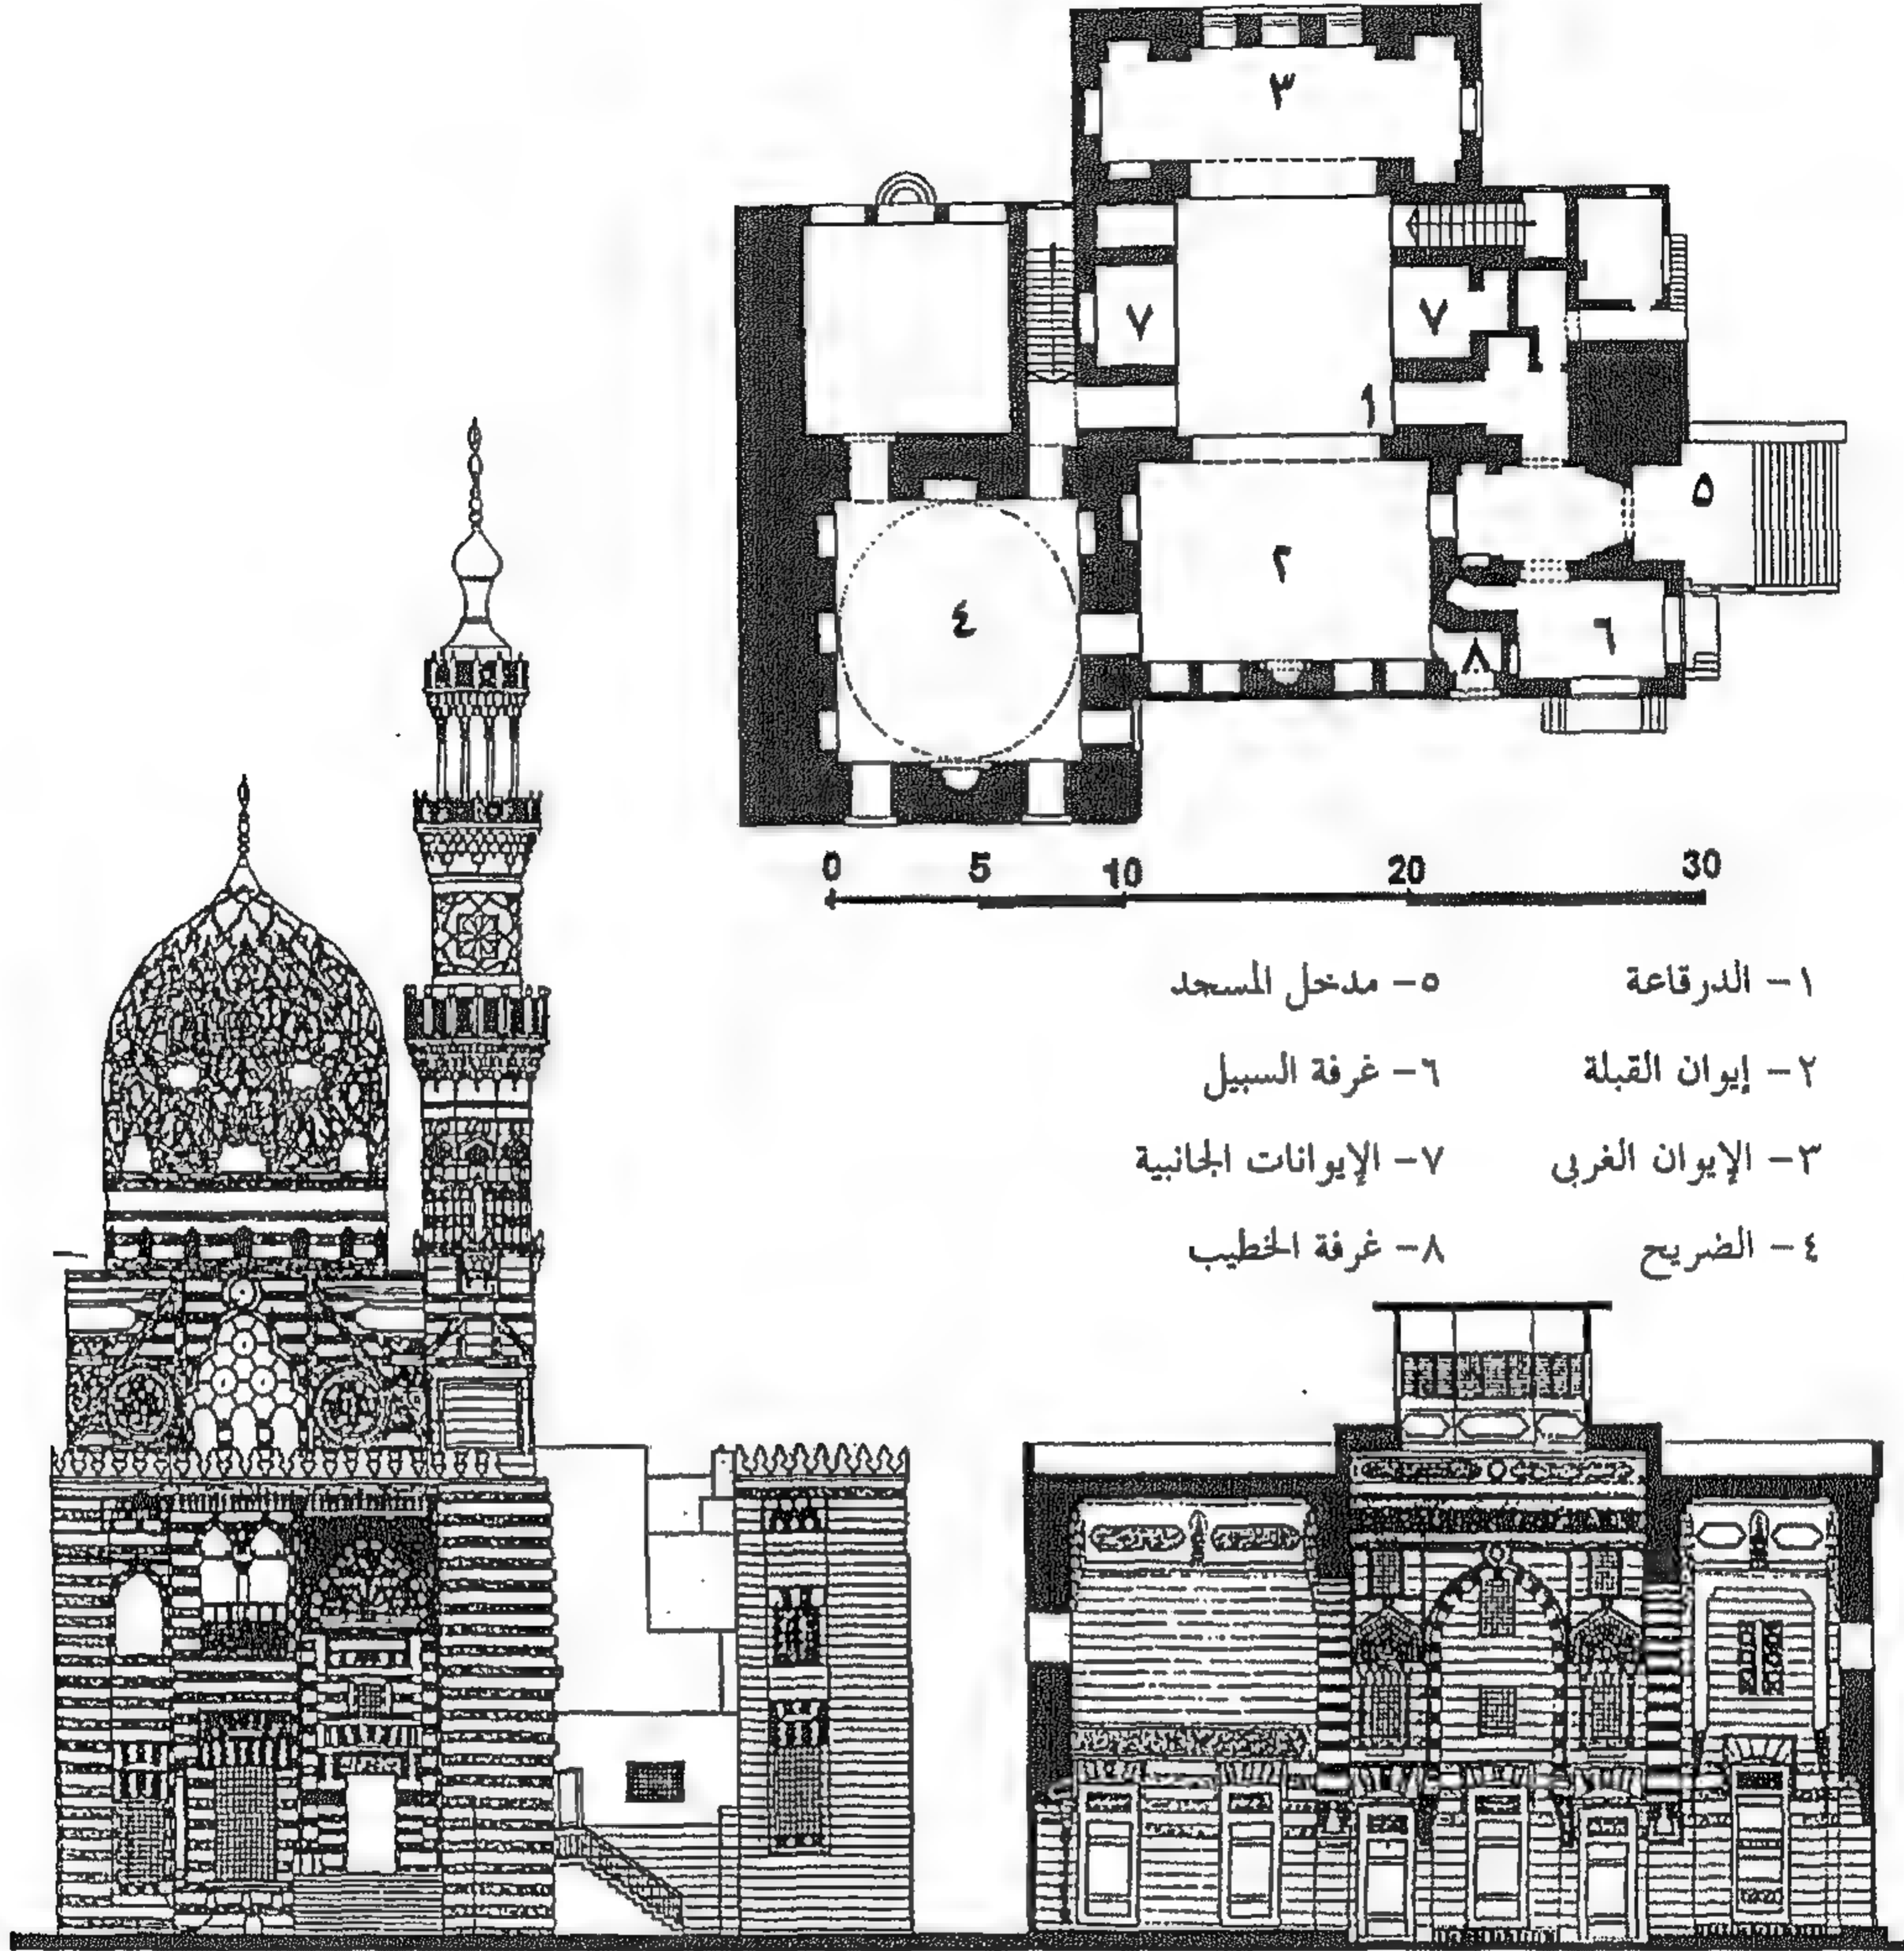 ٣
٧ ٧
١
٥
٢
٤
٦
٨
0 5 10 20 30
١- الدرقاعة
٢- إيوان القبلة
٣- الإيوان الغربى
٤- الضريح
٥- مدخل المسجد
٦- غرفة السبيل
٧- الإيوانات الجانبية
٨- غرفة الخطيب